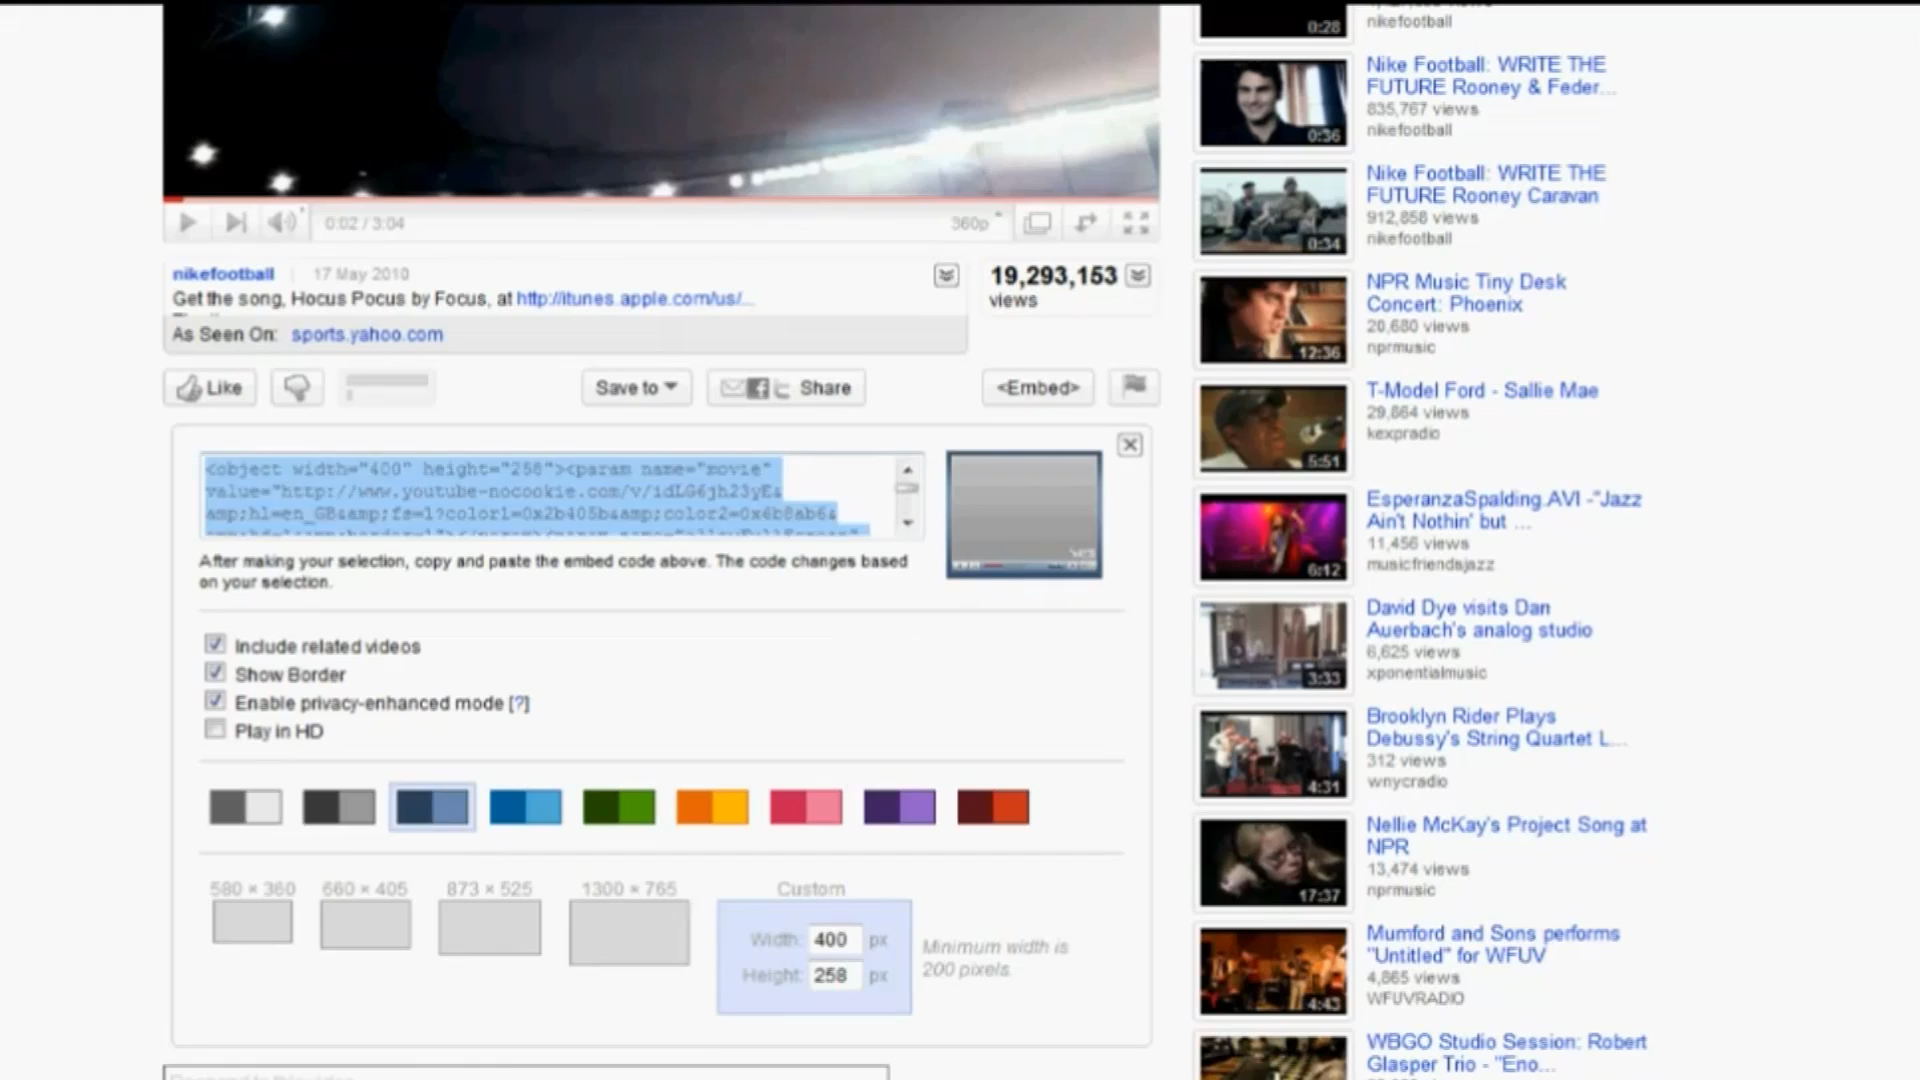 0:02 / 3:04
360p
nikefootball
17 May 2010
Get the song, Hocus Pocus by Focus, at http://itunes.apple.com/us/...
19,293,153
views
As Seen On: sports.yahoo.com
Like
Save to
Share
<Embed>
<object width="400" height="258"><param name="movie"
value="http://www.youtube-nocookie.com/v/idLG6jh23yE&
amp;hl=en_GB&amp;fs=1?color1=0x2b405b&amp;color2=0x6b8ab6&
After making your selection, copy and paste the embed code above. The code changes based
on your selection.
Include related videos
Show Border
Enable privacy-enhanced mode [?]
Play in HD
580 × 360
660 × 405
873 × 525
1300 × 765
Custom
Width: 400 px
Height: 258 px
Minimum width is
200 pixels.
0:28
nikefootball
Nike Football: WRITE THE
FUTURE Rooney & Feder...
835,767 views
nikefootball
0:36
Nike Football: WRITE THE
FUTURE Rooney Caravan
912,858 views
nikefootball
0:34
NPR Music Tiny Desk
Concert: Phoenix
20,680 views
nprmusic
12:36
T-Model Ford - Sallie Mae
29,864 views
kexpradio
5:51
EsperanzaSpalding.AVI -"Jazz
Ain't Nothin' but ...
11,456 views
musicfriendsjazz
6:12
David Dye visits Dan
Auerbach's analog studio
6,625 views
xponentialmusic
3:33
Brooklyn Rider Plays
Debussy's String Quartet L...
312 views
wnycradio
4:31
Nellie McKay's Project Song at
NPR
13,474 views
nprmusic
17:37
Mumford and Sons performs
"Untitled" for WFUV
4,865 views
WFUVRADIO
4:43
WBGO Studio Session: Robert
Glasper Trio - "Eno...